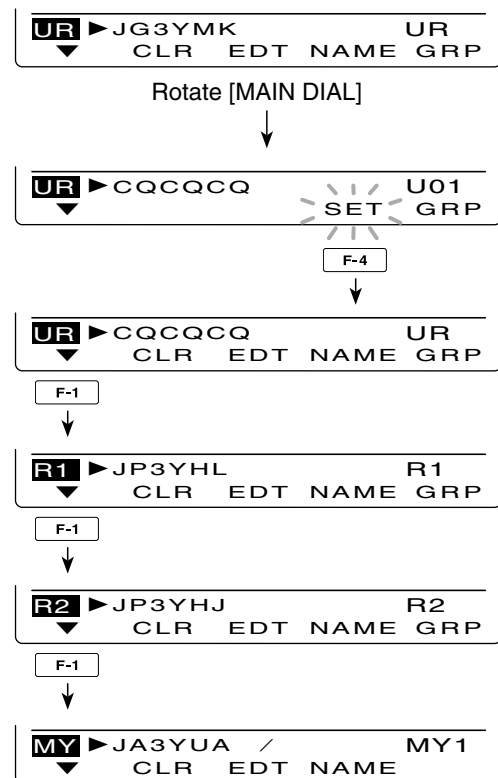 UR ►JG3YMK UR
▼ CLR EDT NAME GRP
Rotate [MAIN DIAL]
UR ►CQCQCQ U01
▼ SET GRP
F-4
UR ►CQCQCQ UR
▼ CLR EDT NAME GRP
F-1
R1 ►JP3YHL R1
▼ CLR EDT NAME GRP
F-1
R2 ►JP3YHJ R2
▼ CLR EDT NAME GRP
F-1
MY ►JA3YUA / MY1
▼ CLR EDT NAME